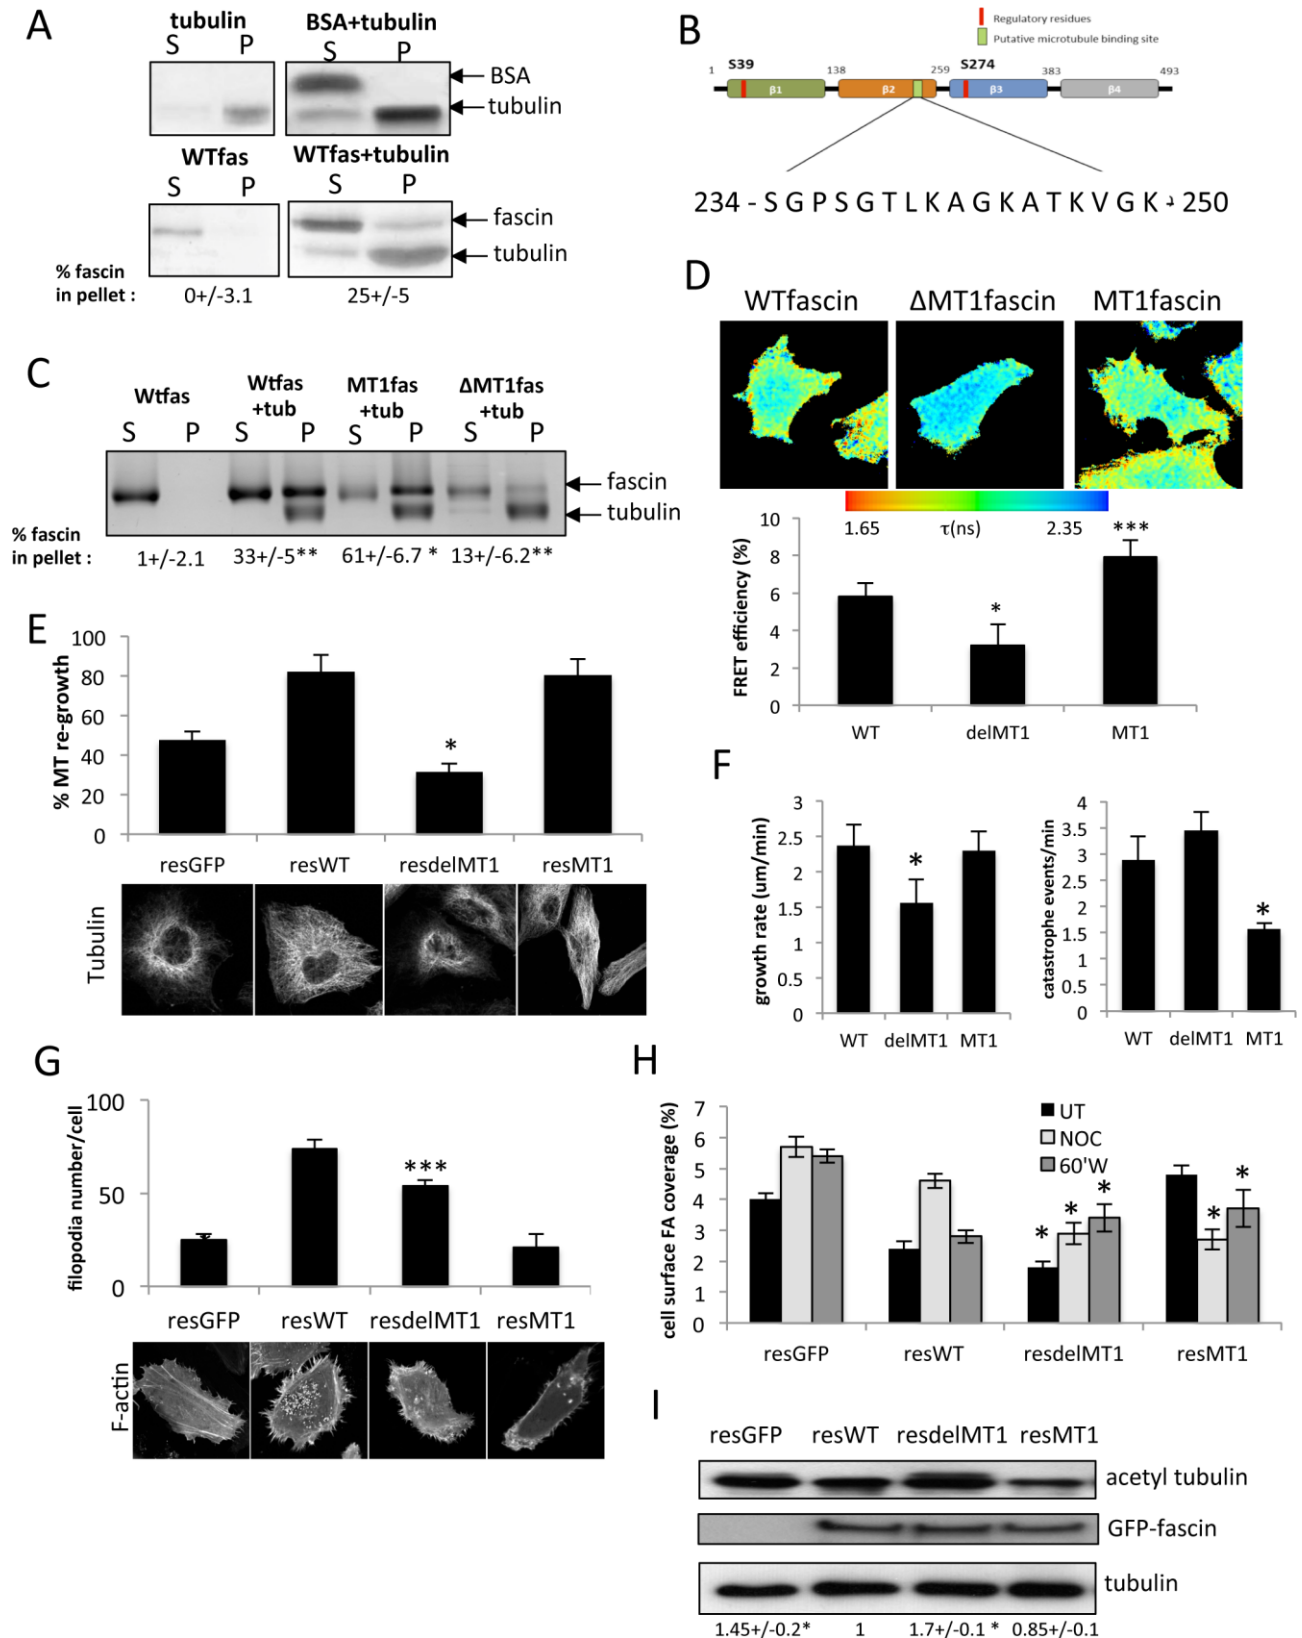 A
tubulin
S P
BSA+tubulin
S P
BSA
tubulin
WTfas
S P
WTfas+tubulin
S P
fascin
tubulin
% fascin
in pellet :
0+/-3.1
25+/-5
B
Regulatory residues
Putative microtubule binding site
1 S39 138 259 S274 383 493
β1 β2 β3 β4
234 - S G P S G T L K A G K A T K V G K - 250
C
Wtfas
Wtfas
+tub
MT1fas
+tub
ΔMT1fas
+tub
S P S P S P S P
fascin
tubulin
% fascin
in pellet :
1+/-2.1 33+/-5** 61+/-6.7 * 13+/-6.2**
D
WTfascin ΔMT1fascin MT1fascin
1.65 τ(ns) 2.35
FRET efficiency (%)
10
8
6
4
2
0
*
***
WT delMT1 MT1
E
% MT re-growth
100
80
60
40
20
0
*
resGFP resWT resdelMT1 resMT1
Tubulin
F
growth rate (um/min)
3
2.5
2
1.5
1
0.5
0
*
WT delMT1 MT1
catastrophe events/min
4
3.5
3
2.5
2
1.5
1
0.5
0
*
WT delMT1 MT1
G
filopodia number/cell
100
50
0
*
***
resGFP resWT resdelMT1 resMT1
F-actin
H
cell surface FA coverage (%)
7
6
5
4
3
2
1
0
UT
NOC
60'W
* * * * *
resGFP resWT resdelMT1 resMT1
I
resGFP resWT resdelMT1 resMT1
acetyl tubulin
GFP-fascin
tubulin
1.45+/-0.2* 1 1.7+/-0.1 * 0.85+/-0.1